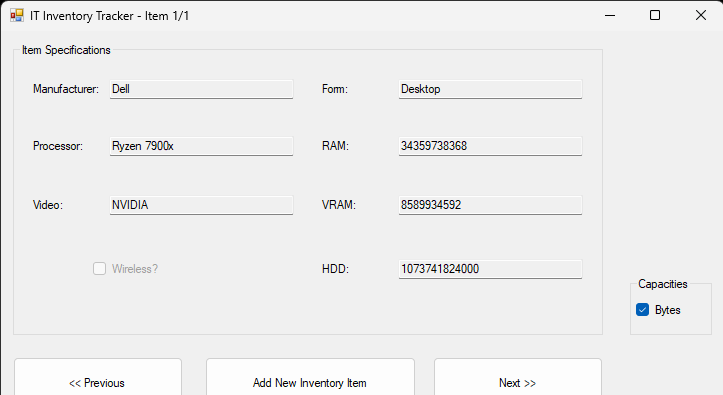 IT Inventory Tracker - Item 1/1
Item Specifications
Manufacturer: Dell Form: Desktop
Processor: Ryzen 7900x RAM: 34359738368
Video: NVIDIA VRAM: 8589934592
Wireless? HDD: 1073741824000
Capacities
Bytes
<< Previous Add New Inventory Item Next >>